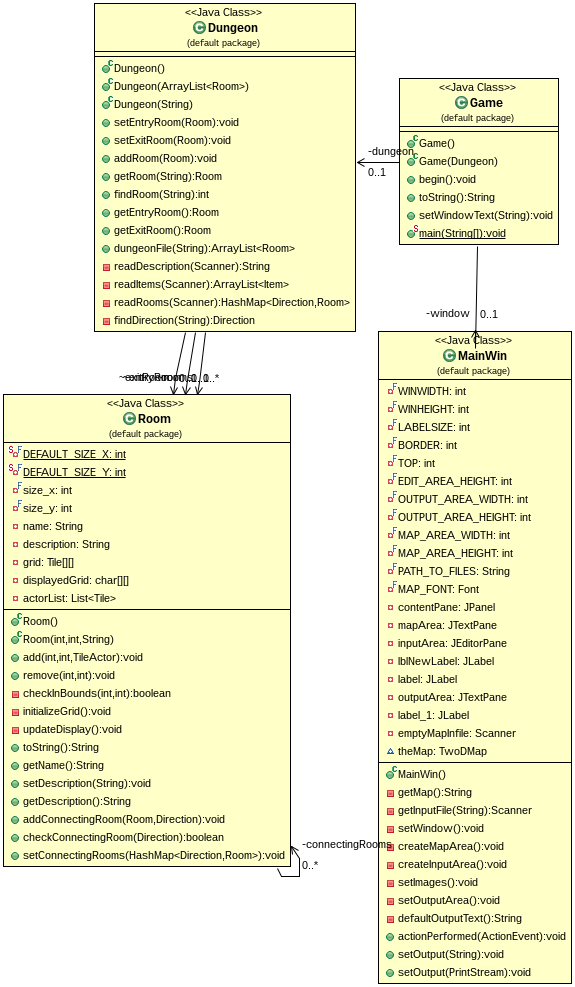 <<Java Class>>
Dungeon
(default package)
Dungeon()
Dungeon(ArrayList<Room>)
Dungeon(String)
setEntryRoom(Room):void
setExitRoom(Room):void
addRoom(Room):void
getRoom(String):Room
findRoom(String):int
getEntryRoom():Room
getExitRoom():Room
dungeonFile(String):ArrayList<Room>
readDescription(Scanner):String
readItems(Scanner):ArrayList<Item>
readRooms(Scanner):HashMap<Direction,Room>
findDirection(String):Direction
<<Java Class>>
Game
(default package)
Game()
Game(Dungeon)
begin():void
toString():String
setWindowText(String):void
main(String[]):void
-dungeon
0..1
-window
0..1
0..*
<<Java Class>>
Room
(default package)
DEFAULT_SIZE_X: int
DEFAULT_SIZE_Y: int
size_x: int
size_y: int
name: String
description: String
grid: Tile[][]
displayedGrid: char[][]
actorList: List<Tile>
Room()
Room(int,int,String)
add(int,int,TileActor):void
remove(int,int):void
checkInBounds(int,int):boolean
initializeGrid():void
updateDisplay():void
toString():String
getName():String
setDescription(String):void
getDescription():String
addConnectingRoom(Room,Direction):void
checkConnectingRoom(Direction):boolean
setConnectingRooms(HashMap<Direction,Room>):void
-connectingRooms
0..*
<<Java Class>>
MainWin
(default package)
WINWIDTH: int
WINHEIGHT: int
LABELSIZE: int
BORDER: int
TOP: int
EDIT_AREA_HEIGHT: int
OUTPUT_AREA_WIDTH: int
OUTPUT_AREA_HEIGHT: int
MAP_AREA_WIDTH: int
MAP_AREA_HEIGHT: int
PATH_TO_FILES: String
MAP_FONT: Font
contentPane: JPanel
mapArea: JTextPane
inputArea: JEditorPane
lblNewLabel: JLabel
label: JLabel
outputArea: JTextPane
label_1: JLabel
emptyMapInfile: Scanner
theMap: TwoDMap
MainWin()
getMap():String
getInputFile(String):Scanner
setWindow():void
createMapArea():void
createInputArea():void
setImages():void
setOutputArea():void
defaultOutputText():String
actionPerformed(ActionEvent):void
setOutput(String):void
setOutput(PrintStream):void